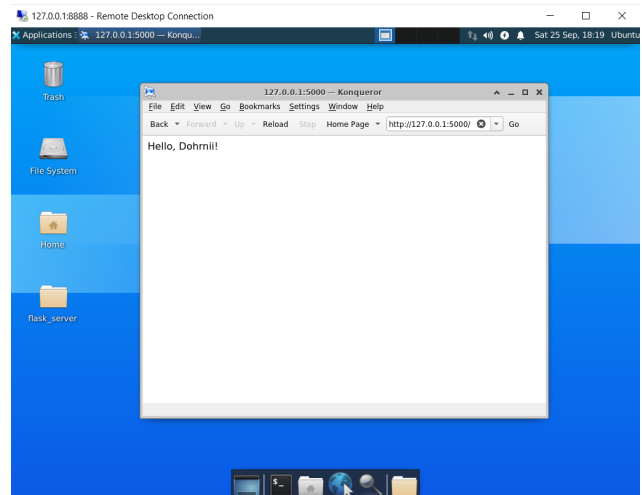 127.0.0.1:8888 - Remote Desktop Connection
Applications 127.0.0.1:5000 — Konqu... Sat 25 Sep, 18:19 Ubuntu
Trash
File System
Home
flask_server
127.0.0.1:5000 — Konqueror
File Edit View Go Bookmarks Settings Window Help
Back Forward Up Reload Stop Home Page http://127.0.0.1:5000/ Go
Hello, Dohrnii!
$_